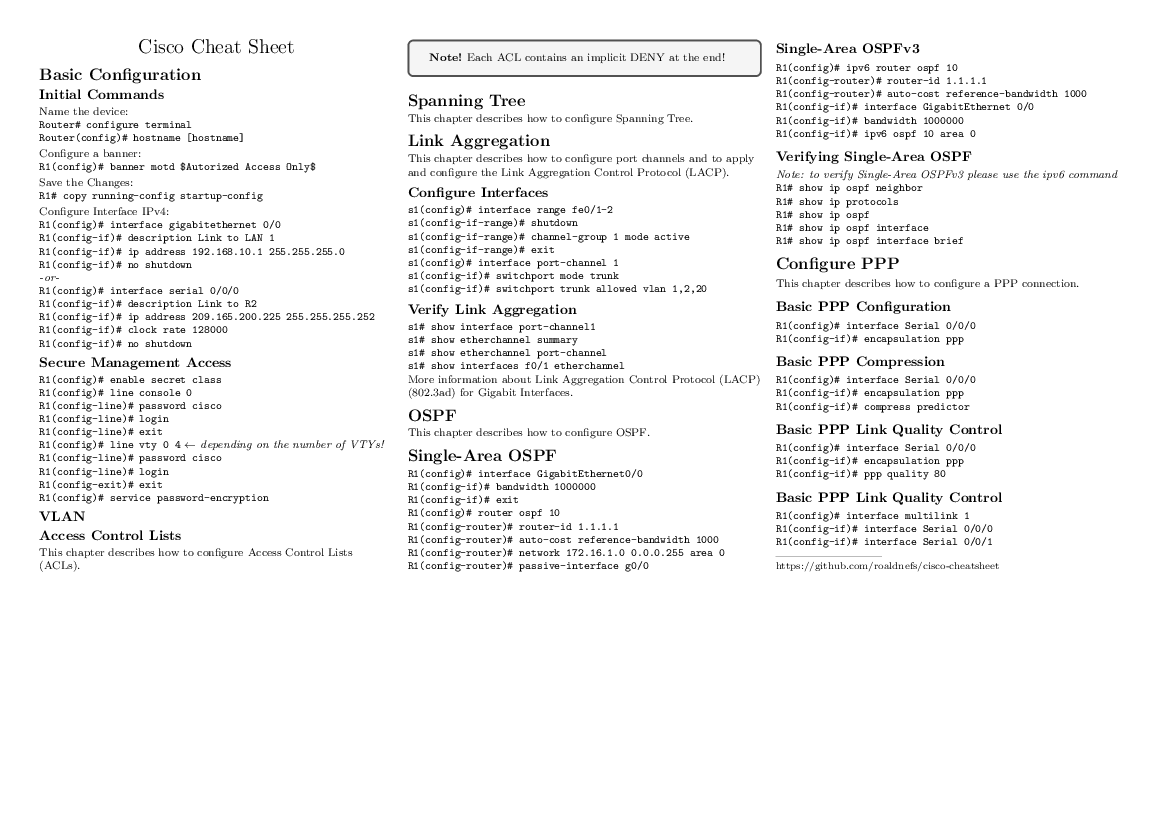 Cisco Cheat Sheet
Basic Configuration
Initial Commands
Name the device:
Router# configure terminal
Router(config)# hostname [hostname]
Configure a banner:
R1(config)# banner motd $Autorized Access Only$
Save the Changes:
R1# copy running-config startup-config
Configure Interface IPv4:
R1(config)# interface gigabitethernet 0/0
R1(config-if)# description Link to LAN 1
R1(config-if)# ip address 192.168.10.1 255.255.255.0
R1(config-if)# no shutdown
-or-
R1(config)# interface serial 0/0/0
R1(config-if)# description Link to R2
R1(config-if)# ip address 209.165.200.225 255.255.255.252
R1(config-if)# clock rate 128000
R1(config-if)# no shutdown
Secure Management Access
R1(config)# enable secret class
R1(config)# line console 0
R1(config-line)# password cisco
R1(config-line)# login
R1(config-line)# exit
R1(config)# line vty 0 4 ← depending on the number of VTYs!
R1(config-line)# password cisco
R1(config-line)# login
R1(config-exit)# exit
R1(config)# service password-encryption
VLAN
Access Control Lists
This chapter describes how to configure Access Control Lists
(ACLs).
Note! Each ACL contains an implicit DENY at the end!
Spanning Tree
This chapter describes how to configure Spanning Tree.
Link Aggregation
This chapter describes how to configure port channels and to apply
and configure the Link Aggregation Control Protocol (LACP).
Configure Interfaces
s1(config)# interface range fe0/1-2
s1(config-if-range)# shutdown
s1(config-if-range)# channel-group 1 mode active
s1(config-if-range)# exit
s1(config)# interface port-channel 1
s1(config-if)# switchport mode trunk
s1(config-if)# switchport trunk allowed vlan 1,2,20
Verify Link Aggregation
s1# show interface port-channel1
s1# show etherchannel summary
s1# show etherchannel port-channel
s1# show interfaces f0/1 etherchannel
More information about Link Aggregation Control Protocol (LACP)
(802.3ad) for Gigabit Interfaces.
OSPF
This chapter describes how to configure OSPF.
Single-Area OSPF
R1(config)# interface GigabitEthernet0/0
R1(config-if)# bandwidth 1000000
R1(config-if)# exit
R1(config)# router ospf 10
R1(config-router)# router-id 1.1.1.1
R1(config-router)# auto-cost reference-bandwidth 1000
R1(config-router)# network 172.16.1.0 0.0.0.255 area 0
R1(config-router)# passive-interface g0/0
Single-Area OSPFv3
R1(config)# ipv6 router ospf 10
R1(config-router)# router-id 1.1.1.1
R1(config-router)# auto-cost reference-bandwidth 1000
R1(config-if)# interface GigabitEthernet 0/0
R1(config-if)# bandwidth 1000000
R1(config-if)# ipv6 ospf 10 area 0
Verifying Single-Area OSPF
Note: to verify Single-Area OSPFv3 please use the ipv6 command
R1# show ip ospf neighbor
R1# show ip protocols
R1# show ip ospf
R1# show ip ospf interface
R1# show ip ospf interface brief
Configure PPP
This chapter describes how to configure a PPP connection.
Basic PPP Configuration
R1(config)# interface Serial 0/0/0
R1(config-if)# encapsulation ppp
Basic PPP Compression
R1(config)# interface Serial 0/0/0
R1(config-if)# encapsulation ppp
R1(config-if)# compress predictor
Basic PPP Link Quality Control
R1(config-if)# interface Serial 0/0/0
R1(config-if)# encapsulation ppp
R1(config-if)# ppp quality 80
Basic PPP Link Quality Control
R1(config)# interface multilink 1
R1(config-if)# interface Serial 0/0/0
R1(config-if)# interface Serial 0/0/1
https://github.com/roaldnefs/cisco-cheatsheet